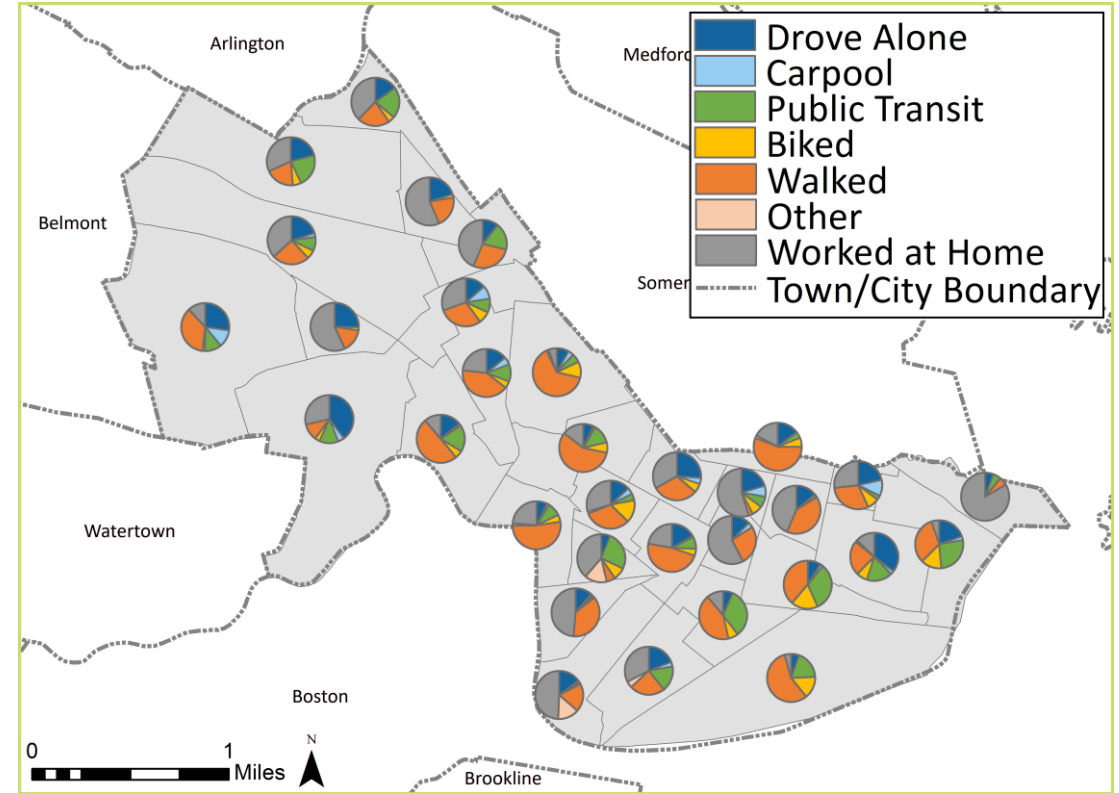 Arlington
Medford
Belmont
Somer
Watertown
Boston
Brookline
Drove Alone
Carpool
Public Transit
Biked
Walked
Other
Worked at Home
Town/City Boundary
0 1
Miles
N